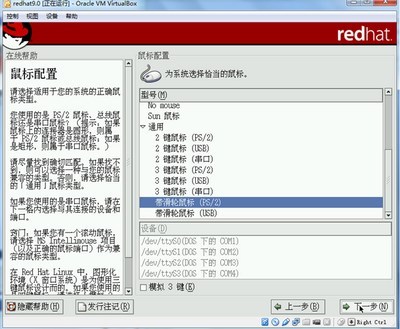 redhat9.0 [正在运行] - Oracle VM VirtualBox
控制 视图 设备 帮助
redhat.
在线帮助
鼠标配置
请选择适用于您的系统的正确鼠
标类型。
您使用的是 PS/2 鼠标、总线鼠
标还是串口鼠标？（提示：如果
鼠标上的连接器是圆形，则属
于 PS/2 鼠标或总线鼠标；如果
是矩形，则属于串口鼠标。）
请尽量找到确切匹配。如果找不
到，则可以选择一种与您的鼠标
兼容的类型。否则，请选择恰当
的「通用」鼠标类型。
如果您使用的是串口鼠标，请在
下一格内选择与其连接的设备和
端口。
窍门：如果您有一个滚动鼠标，
请选择 MS Intellimouse 项目
（以及正确的鼠标端口）作为兼
容的鼠标类型。
在 Red Hat Linux 中，图形化
环境（X 窗口系统）是为使用三
键鼠标设计而的。如果您使用的
鼠标配置
为系统选择恰当的鼠标。
型号(M)
No mouse
Sun 鼠标
通用
2 键鼠标 (PS/2)
2 键鼠标 (USB)
2 键鼠标 (串口)
3 键鼠标 (PS/2)
3 键鼠标 (USB)
3 键鼠标 (串口)
带滑轮鼠标 (PS/2)
带滑轮鼠标 (USB)
设备(D)
/dev/ttyS0(DOS 下的 COM1)
/dev/ttyS1(DOS 下的 COM2)
/dev/ttyS2(DOS 下的 COM3)
/dev/ttyS3(DOS 下的 COM4)
模拟 3 键(E)
隐藏帮助(H)
发行注记(R)
上一步(B)
下一步(N)
Right Ctrl